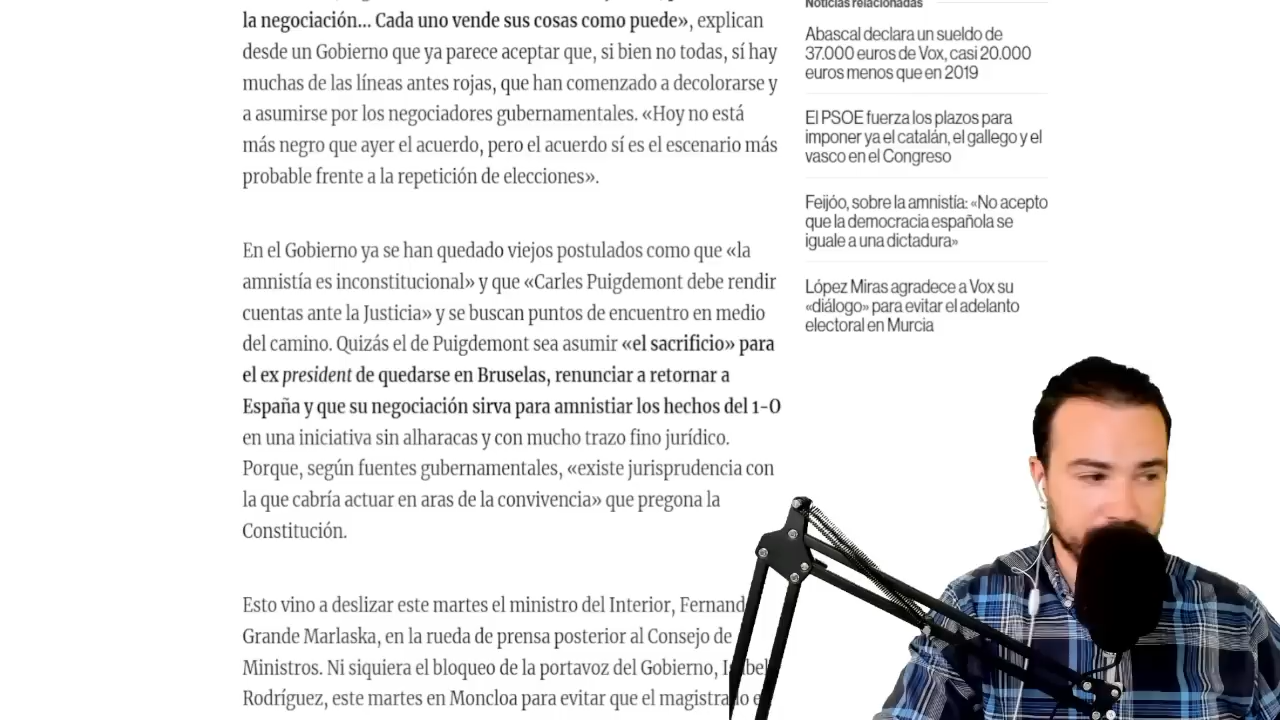 la negociación... Cada uno vende sus cosas como puede», explican
desde un Gobierno que ya parece aceptar que, si bien no todas, sí hay
muchas de las líneas antes rojas, que han comenzado a decolorarse y
a asumirse por los negociadores gubernamentales. «Hoy no está
más negro que ayer el acuerdo, pero el acuerdo sí es el escenario más
probable frente a la repetición de elecciones».
En el Gobierno ya se han quedado viejos postulados como que «la
amnistía es inconstitucional» y que «Carles Puigdemont debe rendir
cuentas ante la Justicia» y se buscan puntos de encuentro en medio
del camino. Quizás el de Puigdemont sea asumir «el sacrificio» para
el ex president de quedarse en Bruselas, renunciar a retornar a
España y que su negociación sirva para amnistiar los hechos del 1-O
en una iniciativa sin alharacas y con mucho trazo fino jurídico.
Porque, según fuentes gubernamentales, «existe jurisprudencia con
la que cabría actuar en aras de la convivencia» que pregona la
Constitución.
Esto vino a deslizar este martes el ministro del Interior, Fernand
Grande Marlaska, en la rueda de prensa posterior al Consejo de
Ministros. Ni siquiera el bloqueo de la portavoz del Gobierno, Isabel
Rodríguez, este martes en Moncloa para evitar que el magistrado e
Noticias relacionadas
Abascal declara un sueldo de
37.000 euros de Vox, casi 20.000
euros menos que en 2019
El PSOE fuerza los plazos para
imponer ya el catalán, el gallego y el
vasco en el Congreso
Feijóo, sobre la amnistía: «No acepto
que la democracia española se
iguale a una dictadura»
López Miras agradece a Vox su
«diálogo» para evitar el adelanto
electoral en Murcia